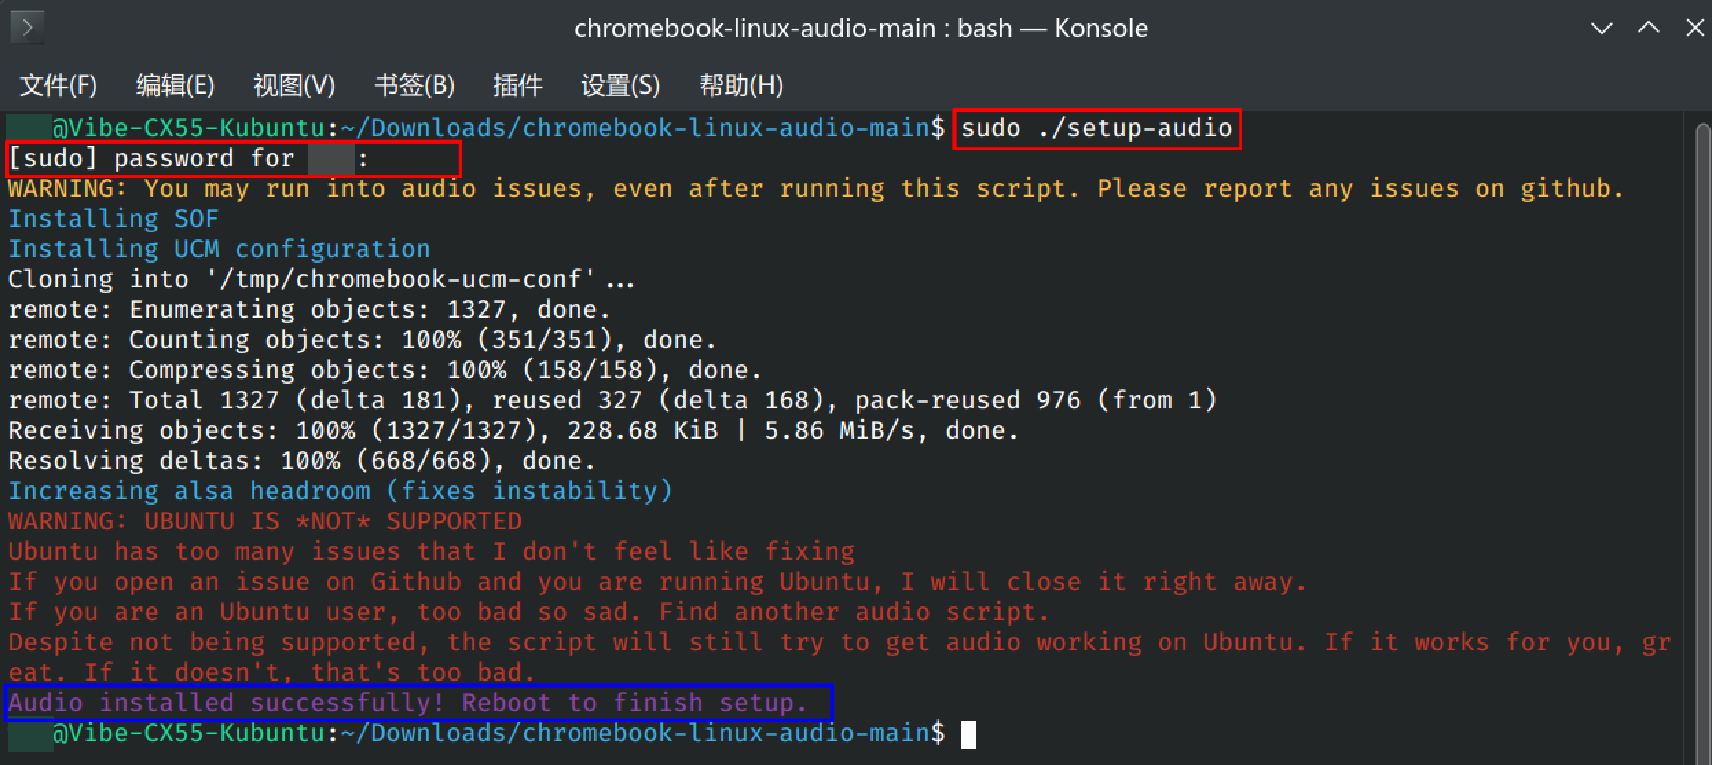 chromebook-linux-audio-main : bash — Konsole
文件(F) 编辑(E) 视图(V) 书签(B) 插件 设置(S) 帮助(H)
@Vibe-CX55-Kubuntu:~/Downloads/chromebook-linux-audio-main$ sudo ./setup-audio
[sudo] password for :
WARNING: You may run into audio issues, even after running this script. Please report any issues on github.
Installing SOF
Installing UCM configuration
Cloning into '/tmp/chromebook-ucm-conf'...
remote: Enumerating objects: 1327, done.
remote: Counting objects: 100% (351/351), done.
remote: Compressing objects: 100% (158/158), done.
remote: Total 1327 (delta 181), reused 327 (delta 168), pack-reused 976 (from 1)
Receiving objects: 100% (1327/1327), 228.68 KiB | 5.86 MiB/s, done.
Resolving deltas: 100% (668/668), done.
Increasing alsa headroom (fixes instability)
WARNING: UBUNTU IS *NOT* SUPPORTED
Ubuntu has too many issues that I don't feel like fixing
If you open an issue on Github and you are running Ubuntu, I will close it right away.
If you are an Ubuntu user, too bad so sad. Find another audio script.
Despite not being supported, the script will still try to get audio working on Ubuntu. If it works for you, gr
eat. If it doesn't, that's too bad.
Audio installed successfully! Reboot to finish setup.
@Vibe-CX55-Kubuntu:~/Downloads/chromebook-linux-audio-main$